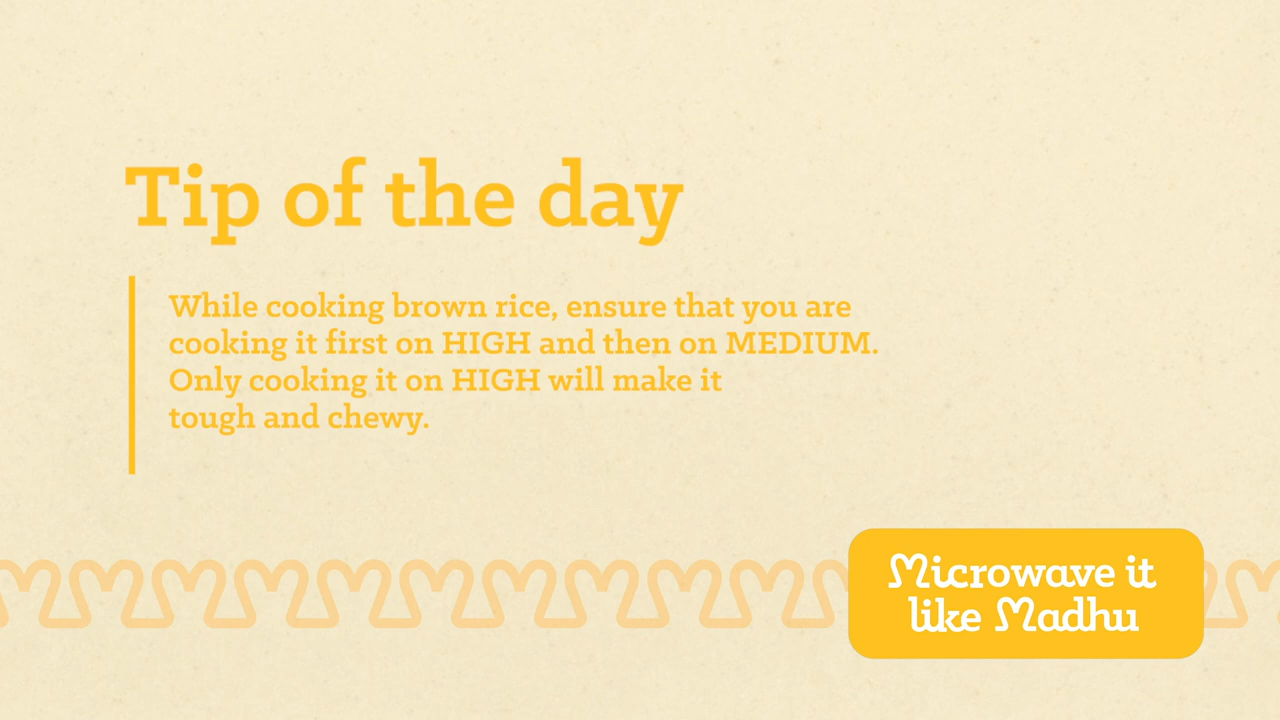 Tip of the day
While cooking brown rice, ensure that you are
cooking it first on HIGH and then on MEDIUM.
Only cooking it on HIGH will make it
tough and chewy.
Microwave it
like Madhu